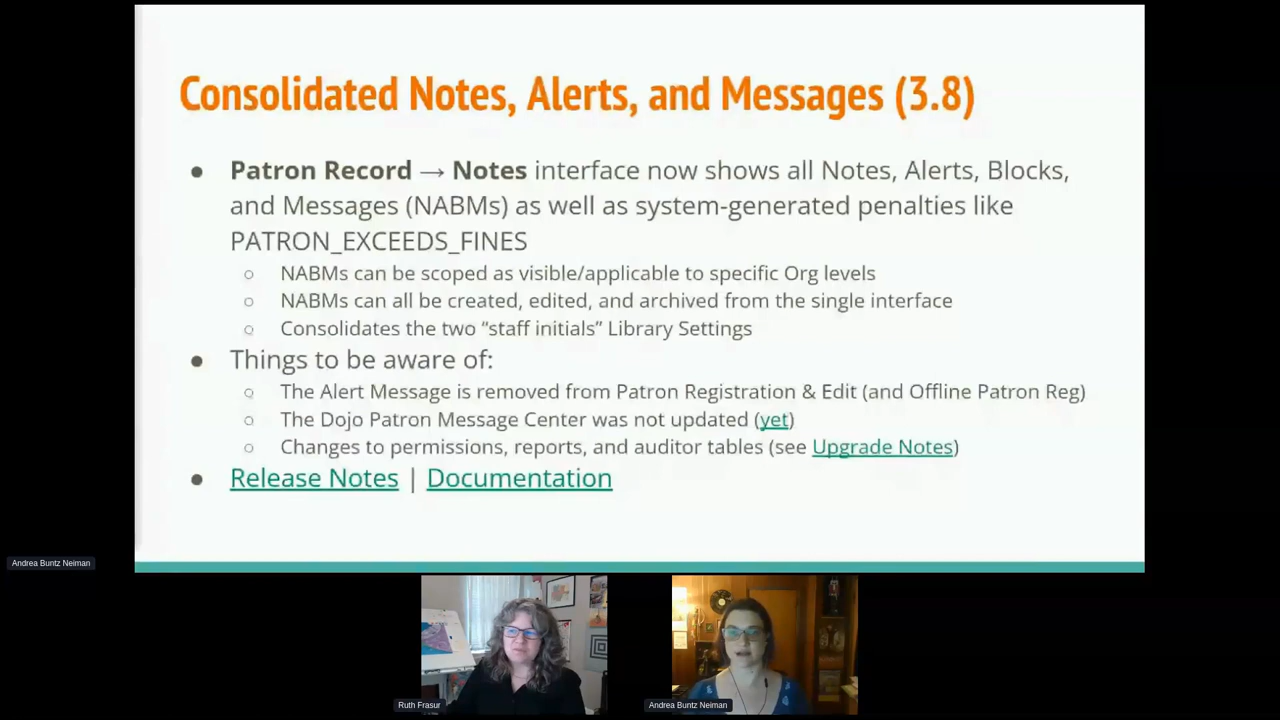 Consolidated Notes, Alerts, and Messages (3.8)
● Patron Record → Notes interface now shows all Notes, Alerts, Blocks,
and Messages (NABMs) as well as system-generated penalties like
PATRON_EXCEEDS_FINES
○ NABMs can be scoped as visible/applicable to specific Org levels
○ NABMs can all be created, edited, and archived from the single interface
○ Consolidates the two “staff initials” Library Settings
● Things to be aware of:
○ The Alert Message is removed from Patron Registration & Edit (and Offline Patron Reg)
○ The Dojo Patron Message Center was not updated (yet)
○ Changes to permissions, reports, and auditor tables (see Upgrade Notes)
● Release Notes | Documentation
Andrea Buntz Neiman
Ruth Frasur
Andrea Buntz Neiman